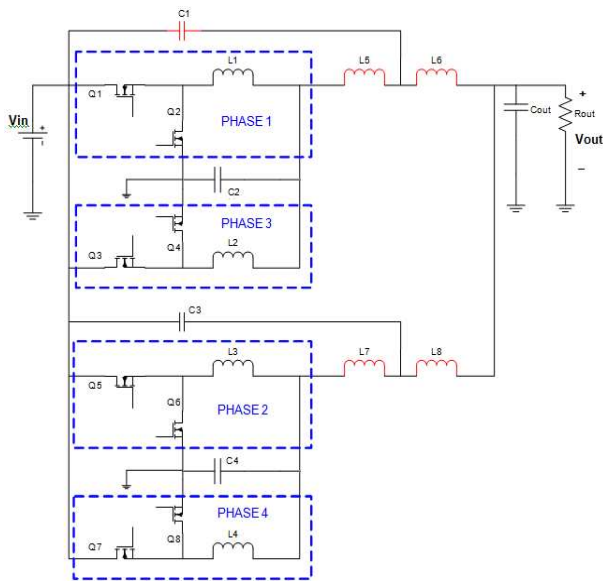 C1
L1
L5
L6
Q1
Q2
+
Vin
+
-
PHASE 1
Cout
Rout
Vout
-
C2
PHASE 3
Q3
Q4
L2
C3
L3
L7
L8
Q5
Q6
PHASE 2
C4
PHASE 4
Q7
Q8
L4